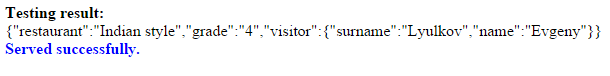 Testing result:
{"restaurant":"Indian style","grade":"4","visitor":{"surname":"Lyulkov","name":"Evgeny"}}
Served successfully.